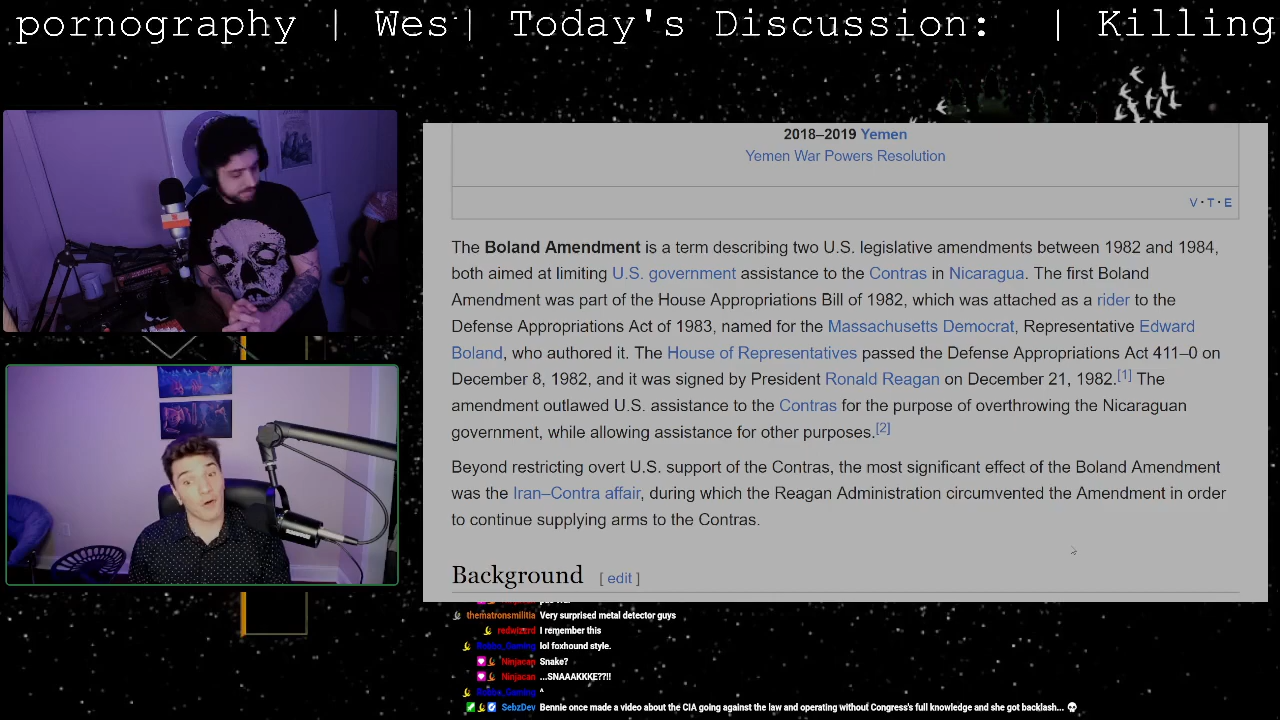 pornography | Wes | Today's Discussion: | Killing
2018–2019 Yemen
Yemen War Powers Resolution
V · T · E
The Boland Amendment is a term describing two U.S. legislative amendments between 1982 and 1984,
both aimed at limiting U.S. government assistance to the Contras in Nicaragua. The first Boland
Amendment was part of the House Appropriations Bill of 1982, which was attached as a rider to the
Defense Appropriations Act of 1983, named for the Massachusetts Democrat, Representative Edward
Boland, who authored it. The House of Representatives passed the Defense Appropriations Act 411–0 on
December 8, 1982, and it was signed by President Ronald Reagan on December 21, 1982.[1] The
amendment outlawed U.S. assistance to the Contras for the purpose of overthrowing the Nicaraguan
government, while allowing assistance for other purposes.[2]
Beyond restricting overt U.S. support of the Contras, the most significant effect of the Boland Amendment
was the Iran–Contra affair, during which the Reagan Administration circumvented the Amendment in order
to continue supplying arms to the Contras.
Background [ edit ]
thematronsmilitia Very surprised metal detector guys
redwizard I remember this
Robbo_Gaming lol foxhound style.
Ninjacan Snake?
Ninjacan ...SNAAAKKKE??!!
Robbo_Gaming ^
SebzDev Bennie once made a video about the CIA going against the law and operating without Congress's full knowledge and she got backlash... 💀